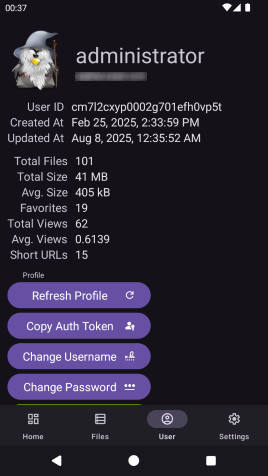 00:37
administrator
User ID cm7l2cxyp0002g701efh0vp5t
Created At Feb 25, 2025, 2:33:59 PM
Updated At Aug 8, 2025, 12:35:52 AM
Total Files 101
Total Size 41 MB
Avg. Size 405 kB
Favorites 19
Total Views 62
Avg. Views 0.6139
Short URLs 15
Profile
Refresh Profile
Copy Auth Token
Change Username
Change Password
Home Files User Settings